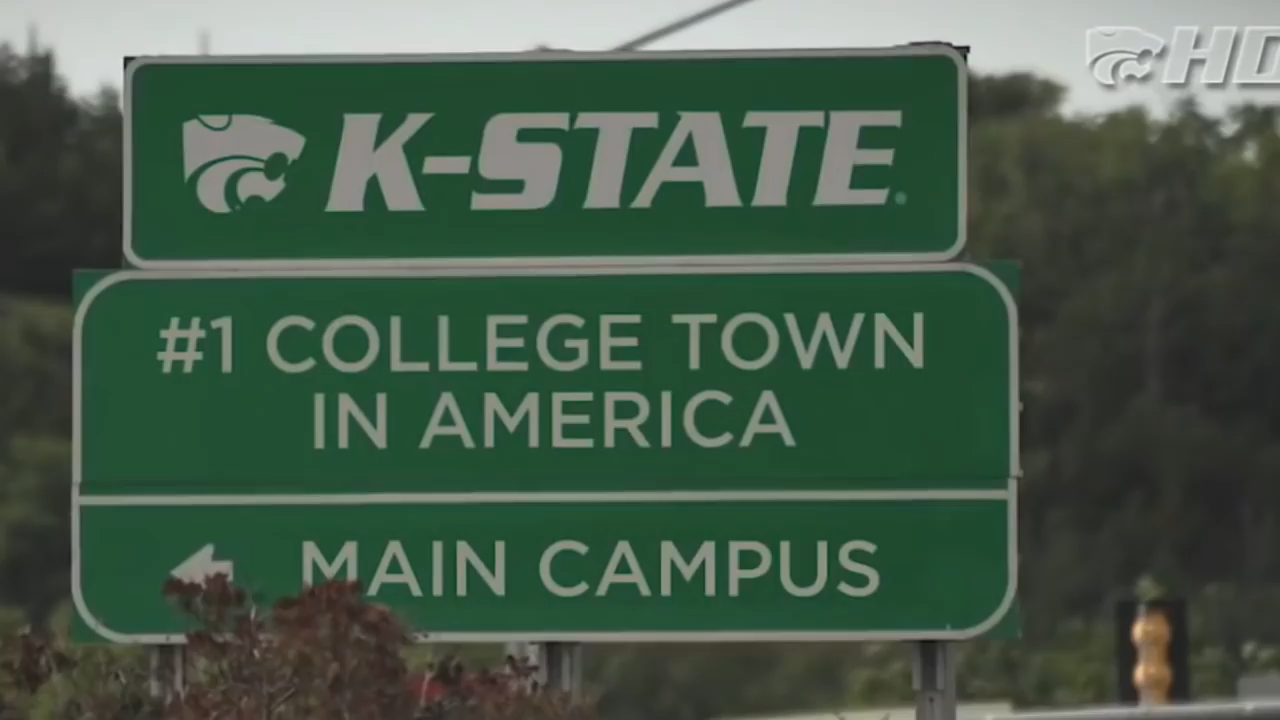 HD
K-STATE
#1 COLLEGE TOWN
IN AMERICA
MAIN CAMPUS